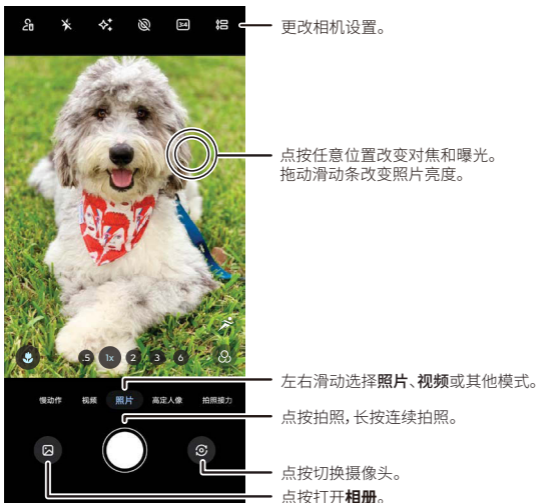 3:4
更改相机设置。
点按任意位置改变对焦和曝光。
拖动滑动条改变照片亮度。
.5 1x 2 3 6
左右滑动选择照片、视频或其他模式。
慢动作 视频 照片 高定人像 拍照接力
点按拍照，长按连续拍照。
点按切换摄像头。
点按打开相册。